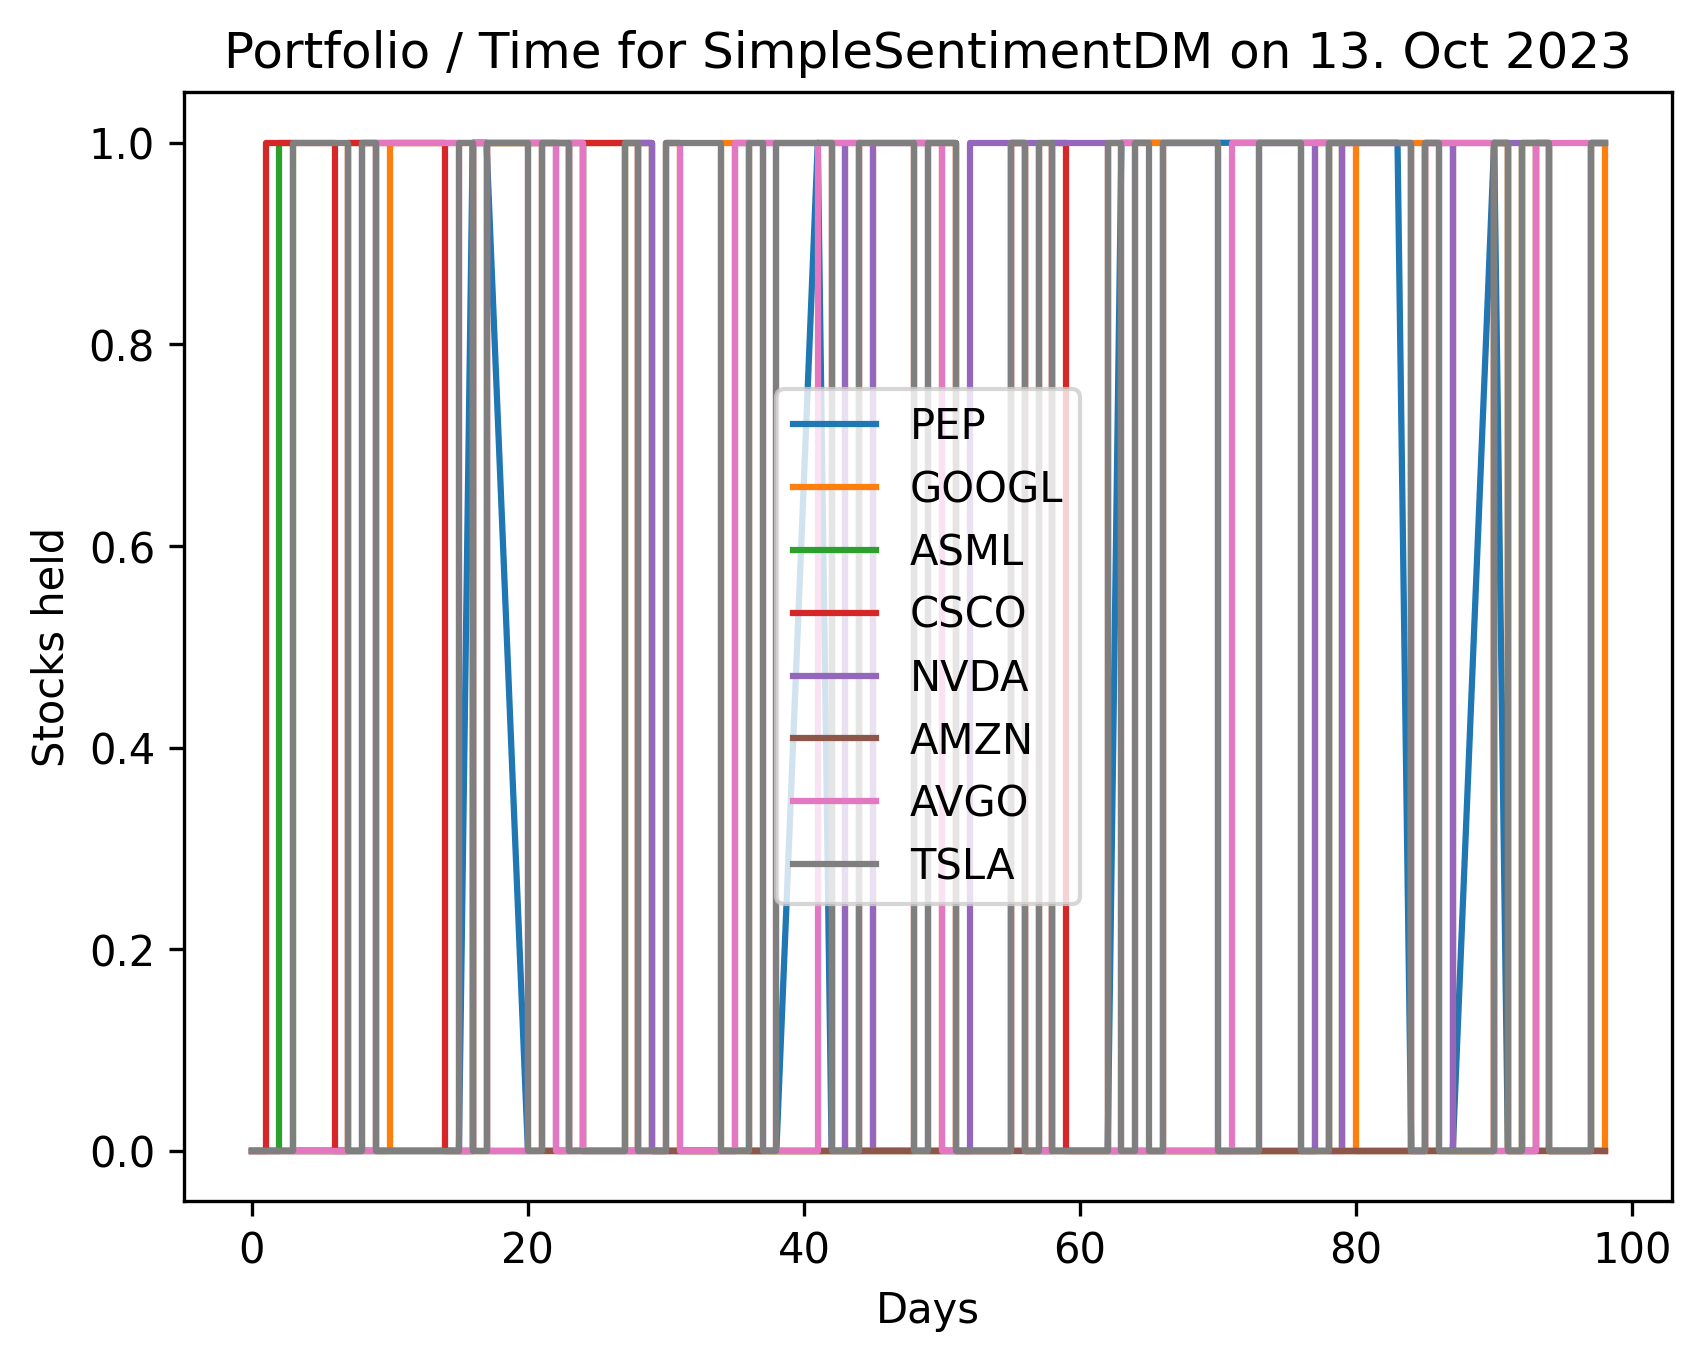 Portfolio / Time for SimpleSentimentDM on 13. Oct 2023
1.0
0.8
0.6
0.4
0.2
0.0
Stocks held
PEP
GOOGL
ASML
CSCO
NVDA
AMZN
AVGO
TSLA
0 20 40 60 80 100
Days